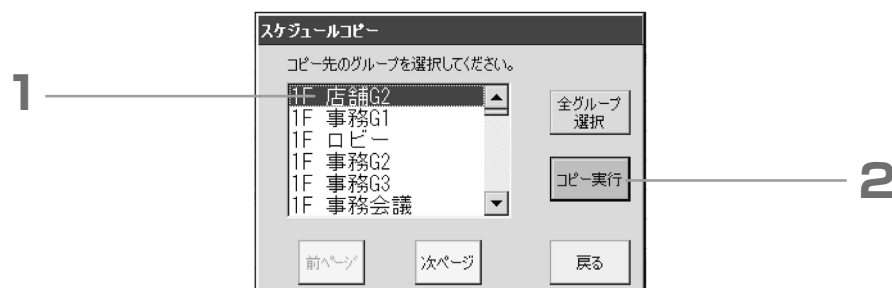 スケジュールコピー
コピー先のグループを選択してください。
1
1F 店舗G2
1F 事務G1
1F ロビー
1F 事務G2
1F 事務G3
1F 事務会議
全グループ
選択
コピー実行
2
前ページ
次ページ
戻る